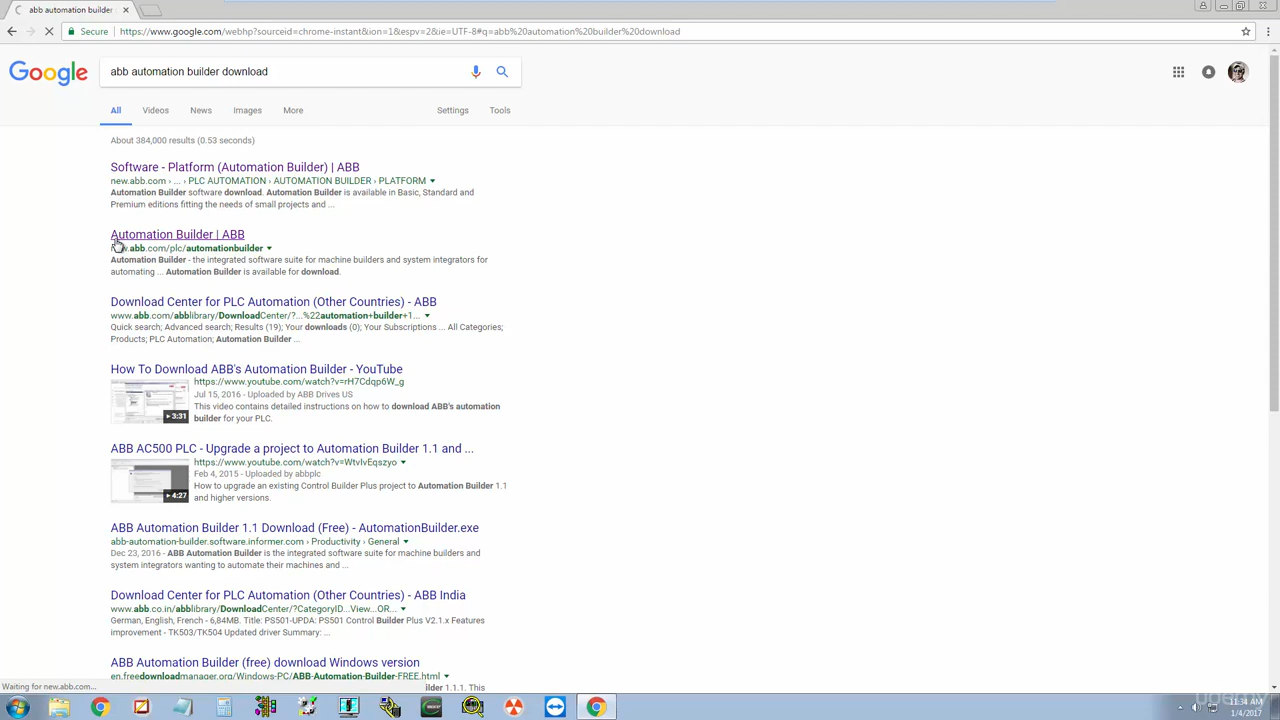 abb automation builder
Secure
https://www.google.com/webhp?sourceid=chrome-instant&ion=1&espv=2&ie=UTF-8#q=abb%20automation%20builder%20download
Google
abb automation builder download
All Videos News Images More Settings Tools
About 384,000 results (0.53 seconds)
Software - Platform (Automation Builder) | ABB
new.abb.com › ... › PLC AUTOMATION › AUTOMATION BUILDER › PLATFORM
Automation Builder software download. Automation Builder is available in Basic, Standard and
Premium editions fitting the needs of small projects and ...
Automation Builder | ABB
new.abb.com/plc/automationbuilder
Automation Builder - the integrated software suite for machine builders and system integrators for
automating ... Automation Builder is available for download.
Download Center for PLC Automation (Other Countries) - ABB
www.abb.com/abblibrary/DownloadCenter/?...%22automation+builder+1...
Quick search; Advanced search; Results (19); Your downloads (0); Your Subscriptions ... All Categories;
Products; PLC Automation; Automation Builder ...
How To Download ABB's Automation Builder - YouTube
https://www.youtube.com/watch?v=rH7Cdqp6W_g
Jul 15, 2016 - Uploaded by ABB Drives US
This video contains detailed instructions on how to download ABB's automation
builder for your PLC.
3:31
ABB AC500 PLC - Upgrade a project to Automation Builder 1.1 and ...
https://www.youtube.com/watch?v=WtvIvEqszyo
Feb 4, 2015 - Uploaded by abbplc
How to upgrade an existing Control Builder Plus project to Automation Builder 1.1
and higher versions.
4:27
ABB Automation Builder 1.1 Download (Free) - AutomationBuilder.exe
abb-automation-builder.software.informer.com › Productivity › General
Dec 23, 2016 - ABB Automation Builder is the integrated software suite for machine builders and
system integrators wanting to automate their machines and ...
Download Center for PLC Automation (Other Countries) - ABB India
www.abb.co.in/abblibrary/DownloadCenter/?CategoryID...View...OR...
German, English, French - 6,84MB. Title: PS501-UPDA: PS501 Control Builder Plus V2.1.x Features
improvement - TK503/TK504 Updated driver Summary: ...
ABB Automation Builder (free) download Windows version
en.freedownloadmanager.org/Windows-PC/ABB-Automation-Builder-FREE.html
ilder 1.1.1. This
Waiting for new.abb.com...
11:34 AM
1/4/2017